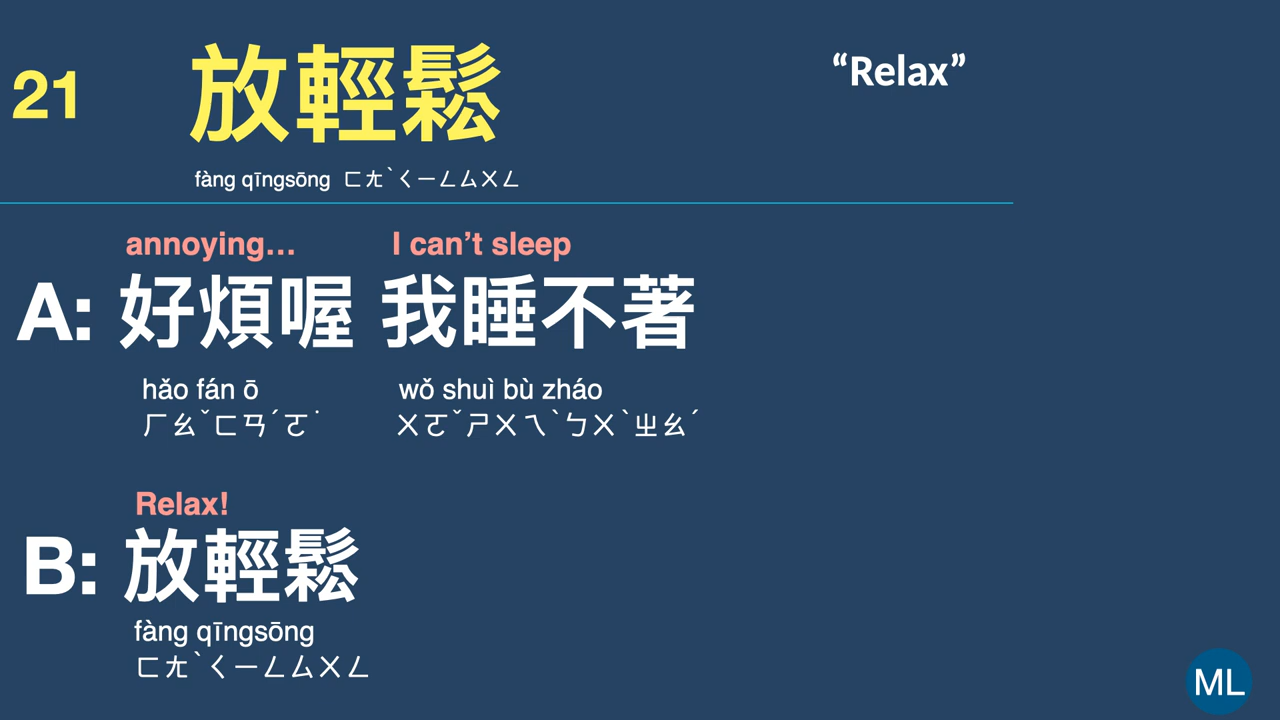 21 放輕鬆 “Relax”
fàng qīngsōng ㄈㄤˋㄑㄧㄥㄙㄨㄥ
annoying... I can’t sleep
A: 好煩喔 我睡不著
hǎo fán ō wǒ shuì bù zháo
ㄏㄠˇㄈㄢˊㄛ˙ ㄨㄛˇㄕㄨㄟˋㄅㄨˋㄓㄠˊ
Relax!
B: 放輕鬆
fàng qīngsōng
ㄈㄤˋㄑㄧㄥㄙㄨㄥ
ML